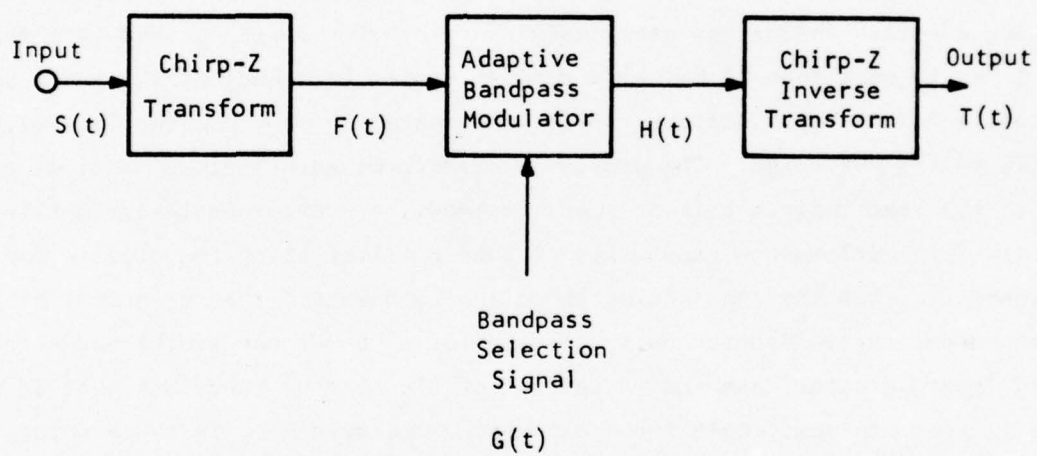 Input
S(t)
Chirp-Z
Transform
F(t)
Adaptive
Bandpass
Modulator
H(t)
Chirp-Z
Inverse
Transform
Output
T(t)
Bandpass
Selection
Signal
G(t)